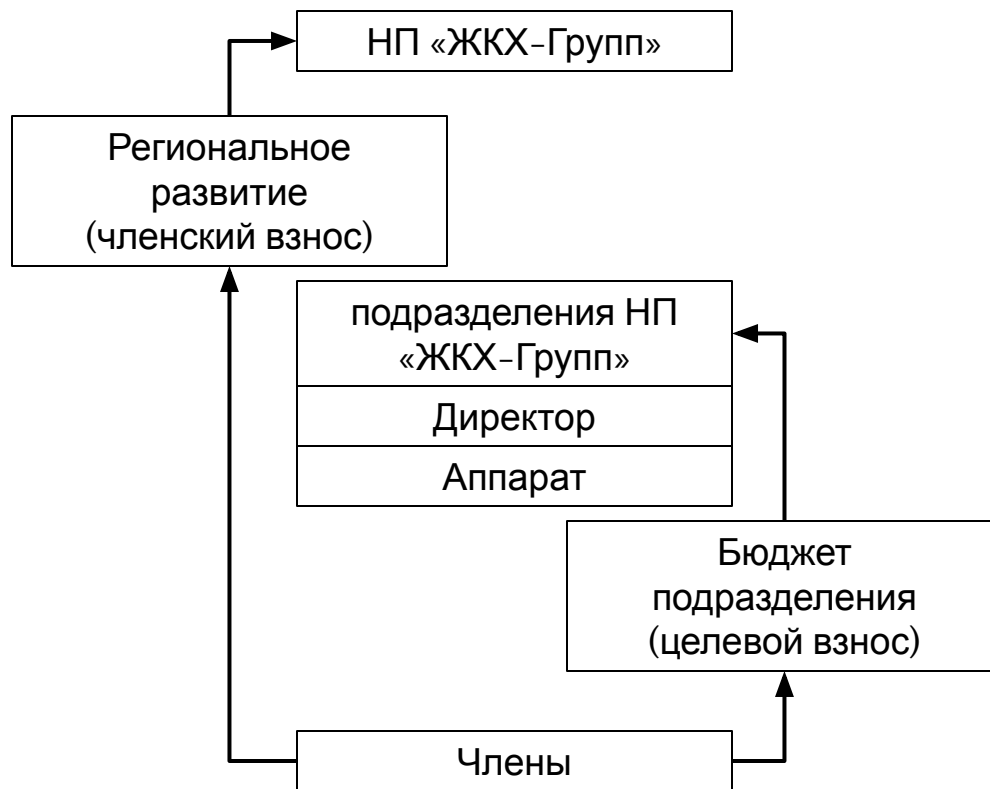 НП «ЖКХ-Групп»
Региональное
развитие
(членский взнос)
подразделения НП
«ЖКХ-Групп»
Директор
Аппарат
Бюджет
подразделения
(целевой взнос)
Члены